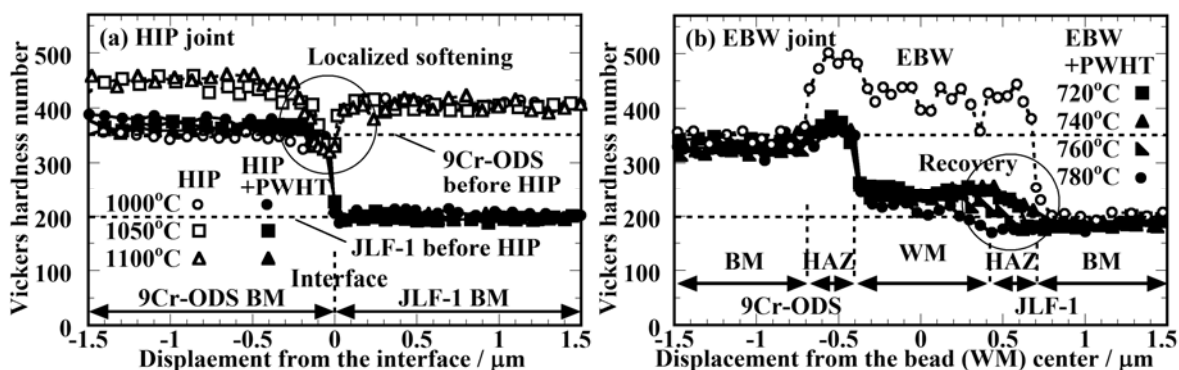 (a) HIP joint
Vickers hardness number
500
400
300
200
100
0
Localized softening
9Cr-ODS
before HIP
HIP HIP
+PWHT
1000°C
1050°C
1100°C
JLF-1 before HIP
Interface
9Cr-ODS BM JLF-1 BM
-1.5 -1 -0.5 0 0.5 1 1.5
Displaement from the interface / μm
(b) EBW joint
Vickers hardness number
500
400
300
200
100
0
EBW
EBW
+PWHT
720°C
740°C
760°C
780°C
Recovery
BM HAZ WM HAZ BM
9Cr-ODS JLF-1
-1.5 -1 -0.5 0 0.5 1 1.5
Displacement from the bead (WM) center / μm